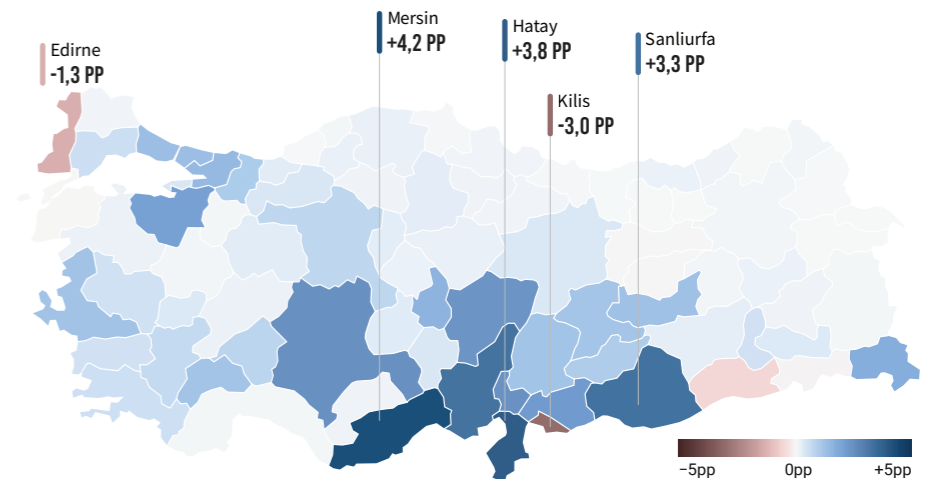 Edirne
-1,3 PP
Mersin
+4,2 PP
Hatay
+3,8 PP
Kilis
-3,0 PP
Sanliurfa
+3,3 PP
−5pp 0pp +5pp